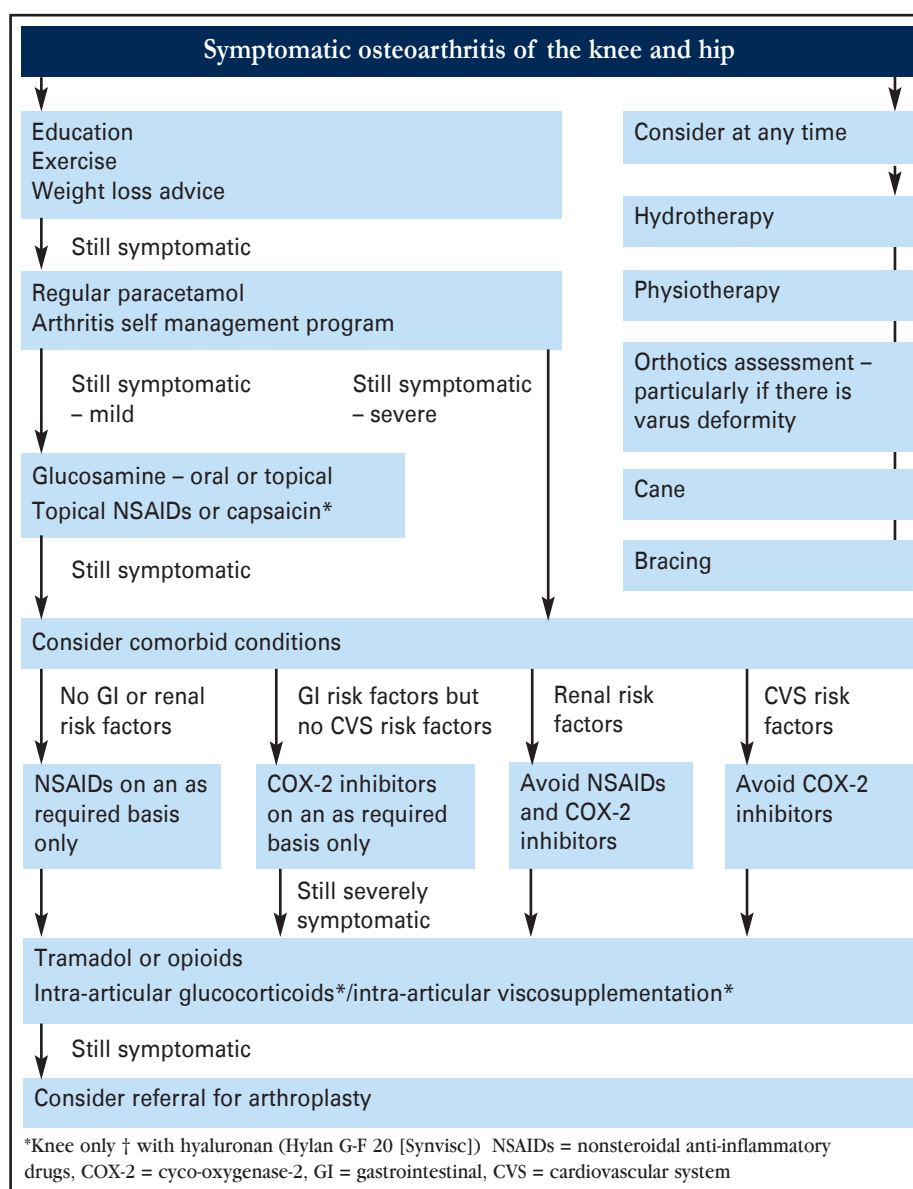 Symptomatic osteoarthritis of the knee and hip
Education
Exercise
Weight loss advice
Still symptomatic
Regular paracetamol
Arthritis self management program
Still symptomatic
– mild
Still symptomatic
– severe
Glucosamine – oral or topical
Topical NSAIDs or capsaicin*
Still symptomatic
Consider at any time
Hydrotherapy
Physiotherapy
Orthotics assessment –
particularly if there is
varus deformity
Cane
Bracing
Consider comorbid conditions
No GI or renal
risk factors
GI risk factors but
no CVS risk factors
Renal risk
factors
CVS risk
factors
NSAIDs on an as
required basis
only
COX-2 inhibitors
on an as required
basis only
Avoid NSAIDs
and COX-2
inhibitors
Avoid COX-2
inhibitors
Still severely
symptomatic
Tramadol or opioids
Intra-articular glucocorticoids*/intra-articular viscosupplementation*
Still symptomatic
Consider referral for arthroplasty
*Knee only † with hyaluronan (Hylan G-F 20 [Synvisc]) NSAIDs = nonsteroidal anti-inflammatory
drugs, COX-2 = cyco-oxygenase-2, GI = gastrointestinal, CVS = cardiovascular system